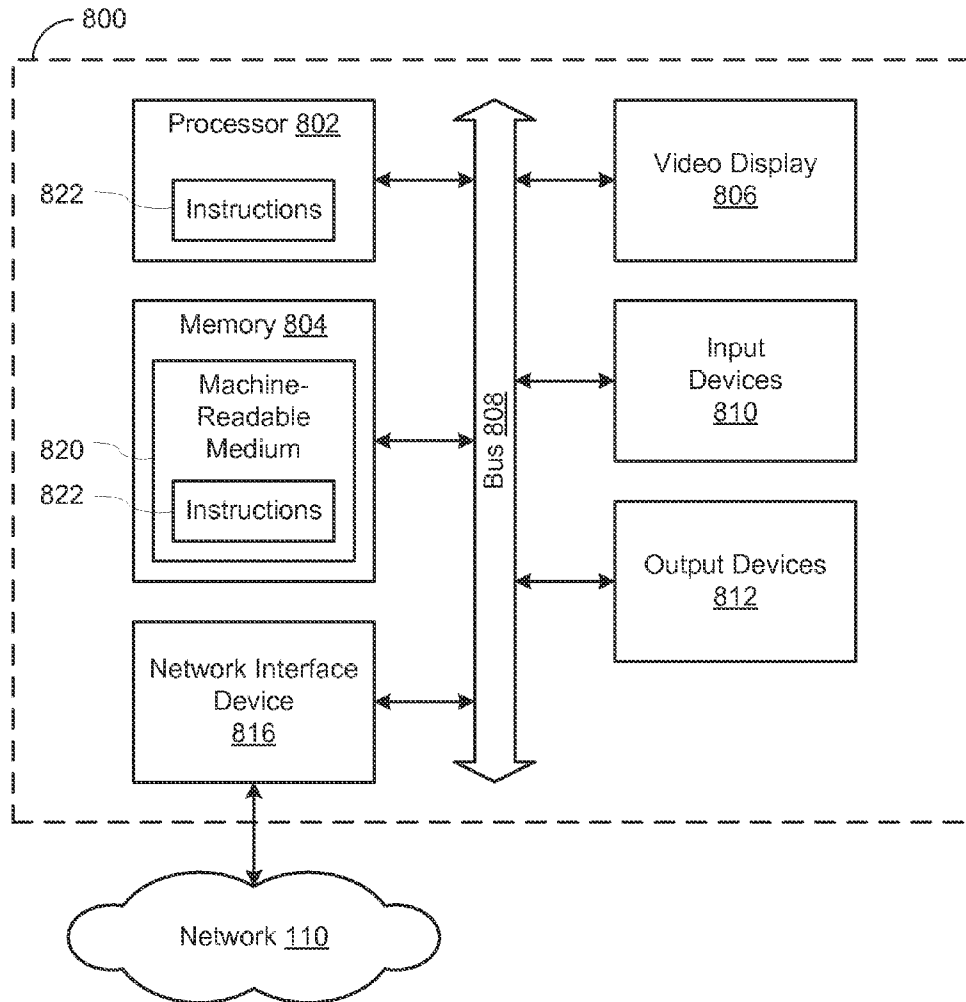 800
Processor 802
822
Instructions
Memory 804
Machine-
Readable
Medium
820
822
Instructions
Network Interface
Device
816
Bus 808
Video Display
806
Input
Devices
810
Output Devices
812
Network 110